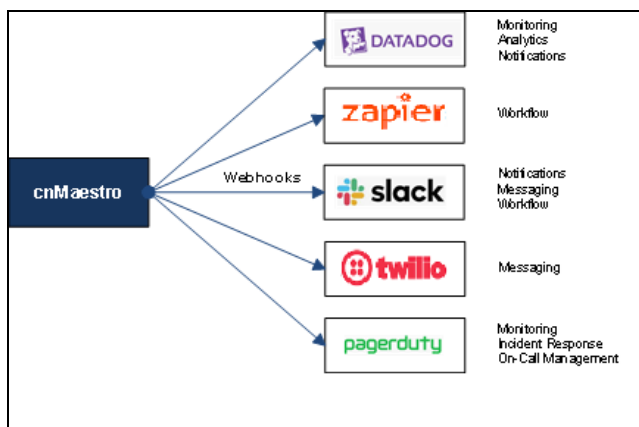 DATADOG
Monitoring
Analytics
Notifications
zapier
Workflow
cnMaestro
Webhooks
slack
Notifications
Messaging
Workflow
twilio
Messaging
pagerduty
Monitoring
Incident Response
On-Call Management